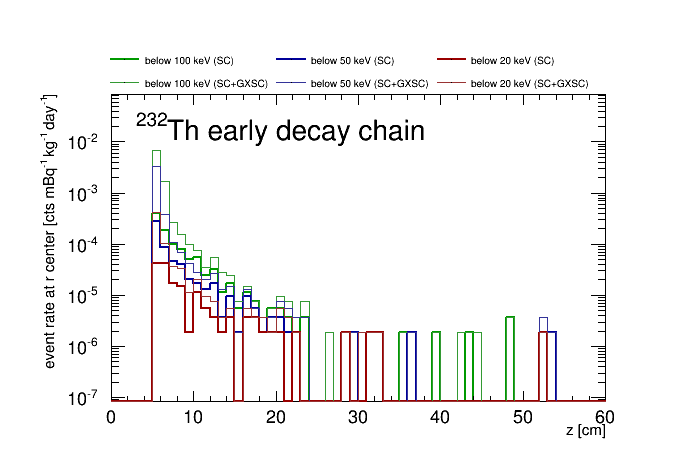 below 100 keV (SC) below 50 keV (SC) below 20 keV (SC)
below 100 keV (SC+GXSC) below 50 keV (SC+GXSC) below 20 keV (SC+GXSC)
²³²Th early decay chain
event rate at r center [cts mBq⁻¹ kg⁻¹ day⁻¹]
10⁻²
10⁻³
10⁻⁴
10⁻⁵
10⁻⁶
10⁻⁷
0 10 20 30 40 50 60
z [cm]